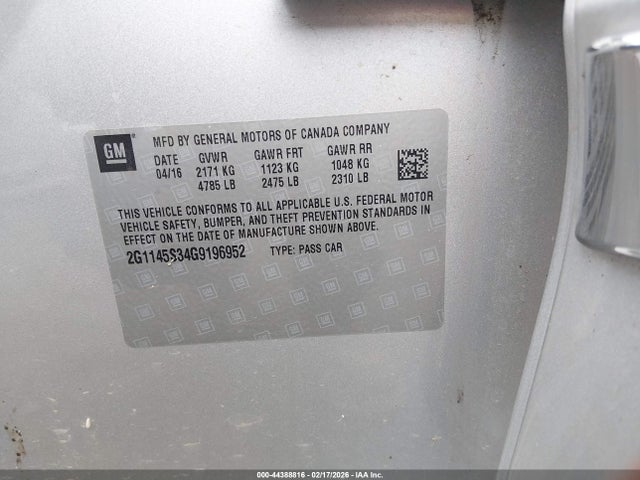 GM
MFD BY GENERAL MOTORS OF CANADA COMPANY
DATE GVWR GAWR FRT GAWR RR
04/16 2171 KG 1123 KG 1048 KG
4785 LB 2475 LB 2310 LB
THIS VEHICLE CONFORMS TO ALL APPLICABLE U.S. FEDERAL MOTOR
VEHICLE SAFETY, BUMPER, AND THEFT PREVENTION STANDARDS IN
EFFECT ON THE DATE OF MANUFACTURE SHOWN ABOVE.
2G1145S34G9196952 TYPE: PASS CAR
000-44388816 - 02/17/2026 - IAA Inc.